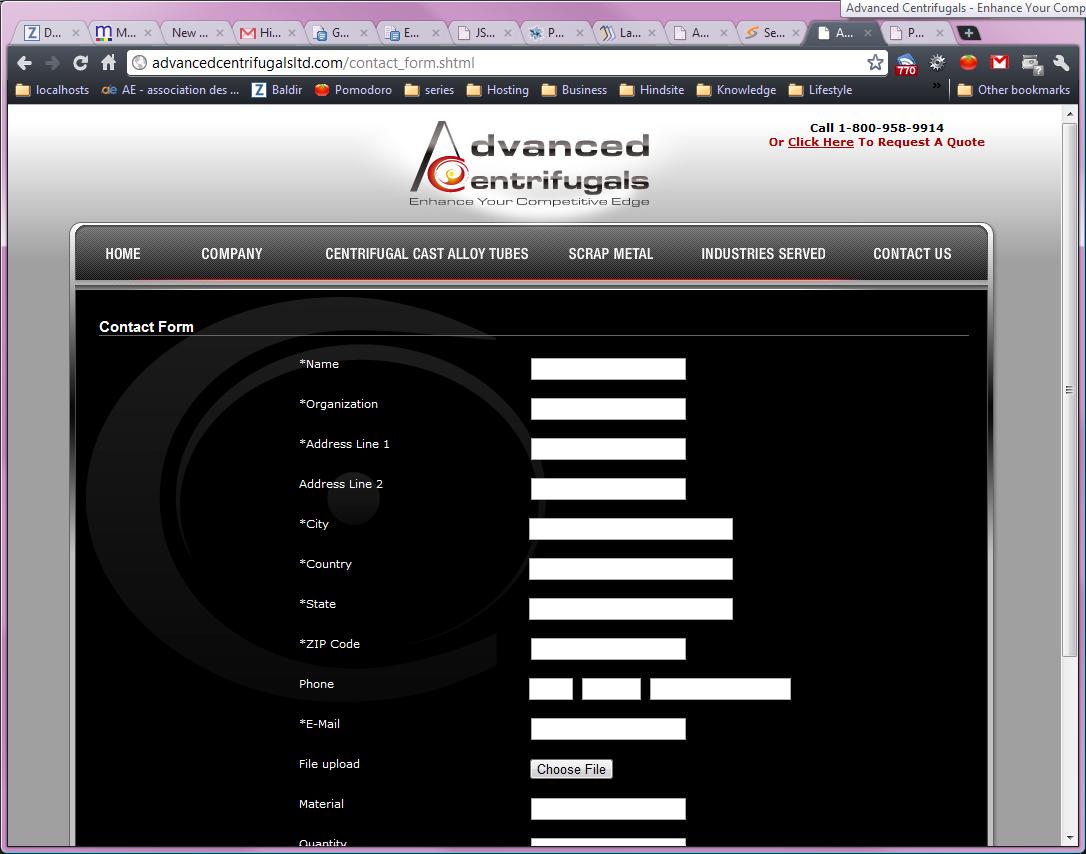 Advanced Centrifugals - Enhance Your Comp
D...
M...
New ...
Hi...
G...
E...
JS...
P...
La...
A...
Se...
A...
P...
advancedcentrifugalsltd.com/contact_form.shtml
770
localhosts
AE - association des ...
Baldir
Pomodoro
series
Hosting
Business
Hindsite
Knowledge
Lifestyle
»
Other bookmarks
Advanced
Centrifugals
Enhance Your Competitive Edge
Call 1-800-958-9914
Or Click Here To Request A Quote
HOME
COMPANY
CENTRIFUGAL CAST ALLOY TUBES
SCRAP METAL
INDUSTRIES SERVED
CONTACT US
Contact Form
*Name
*Organization
*Address Line 1
Address Line 2
*City
*Country
*State
*ZIP Code
Phone
*E-Mail
File upload
Choose File
Material
Quantity